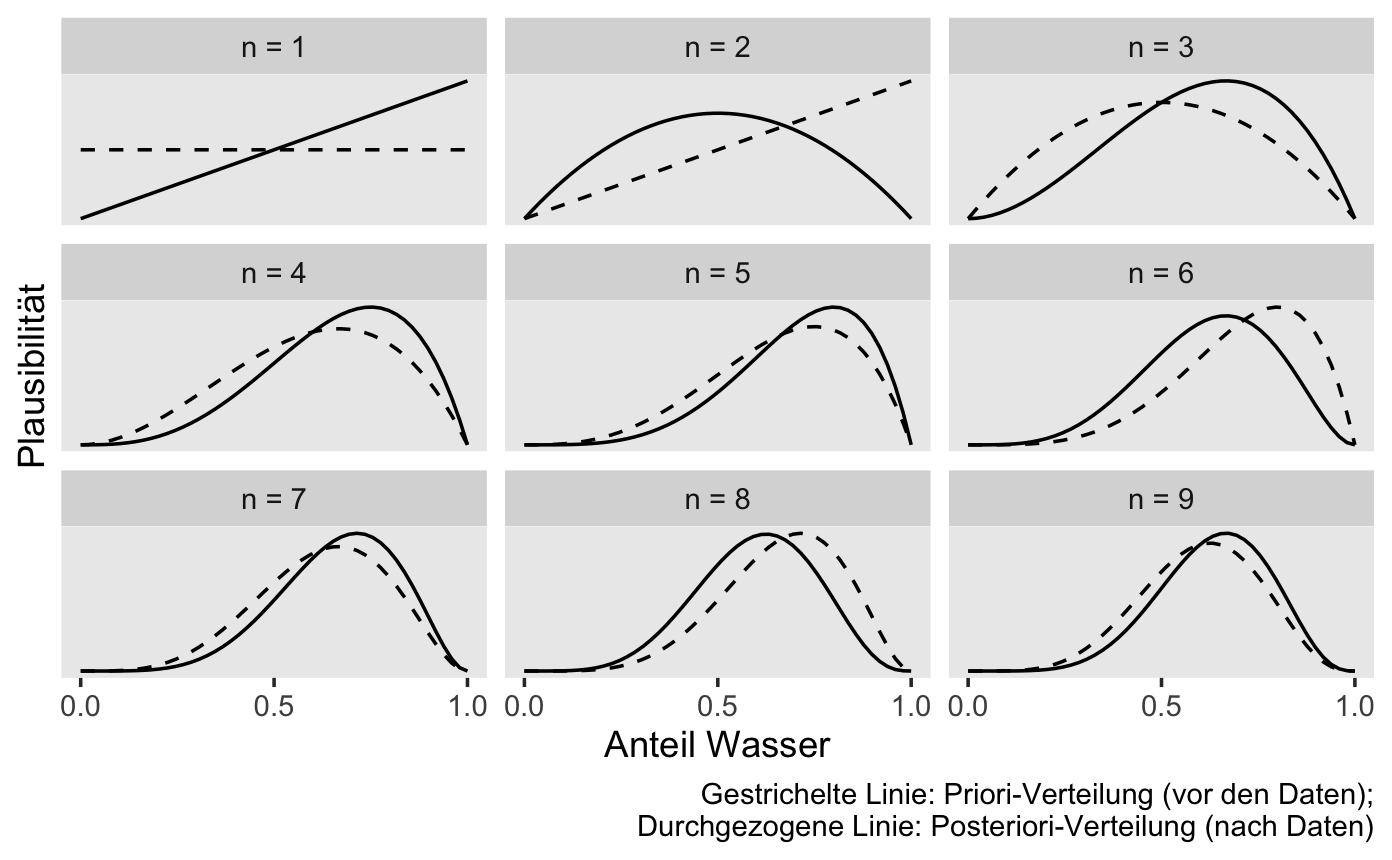 n = 1
n = 2
n = 3
n = 4
n = 5
n = 6
n = 7
n = 8
n = 9
Plausibilität
0.0 0.5 1.0 0.0 0.5 1.0 0.0 0.5 1.0
Anteil Wasser
Gestrichelte Linie: Priori-Verteilung (vor den Daten);
Durchgezogene Linie: Posteriori-Verteilung (nach Daten)